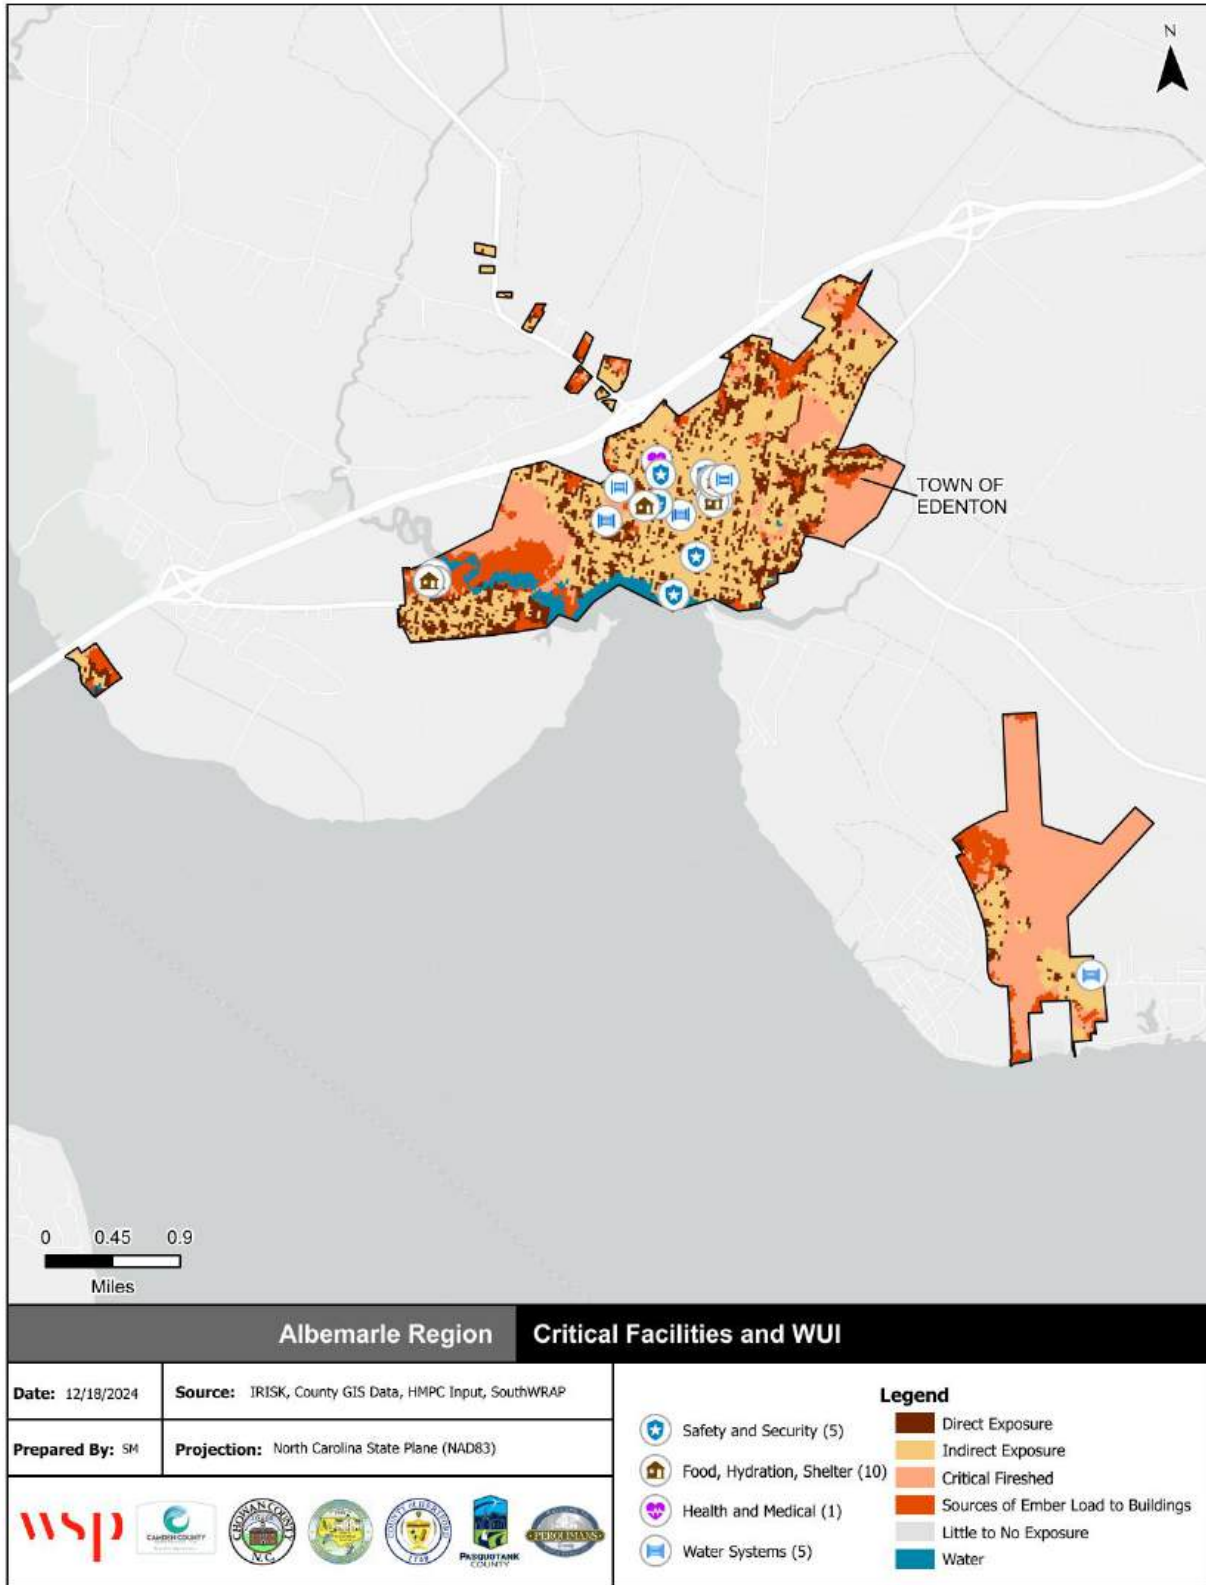 N
TOWN OF
EDENTON
0 0.45 0.9
Miles
Albemarle Region Critical Facilities and WUI
Date: 12/18/2024 Source: IRISK, County GIS Data, HMPC Input, SouthWRAP
Prepared By: SM Projection: North Carolina State Plane (NAD83)
Legend
Safety and Security (5)
Food, Hydration, Shelter (10)
Health and Medical (1)
Water Systems (5)
Direct Exposure
Indirect Exposure
Critical Fireshed
Sources of Ember Load to Buildings
Little to No Exposure
Water
wsp
CAMDEN COUNTY
CHOWAN COUNTY
N.C.
PASQUOTANK
COUNTY
PERQUIMANS